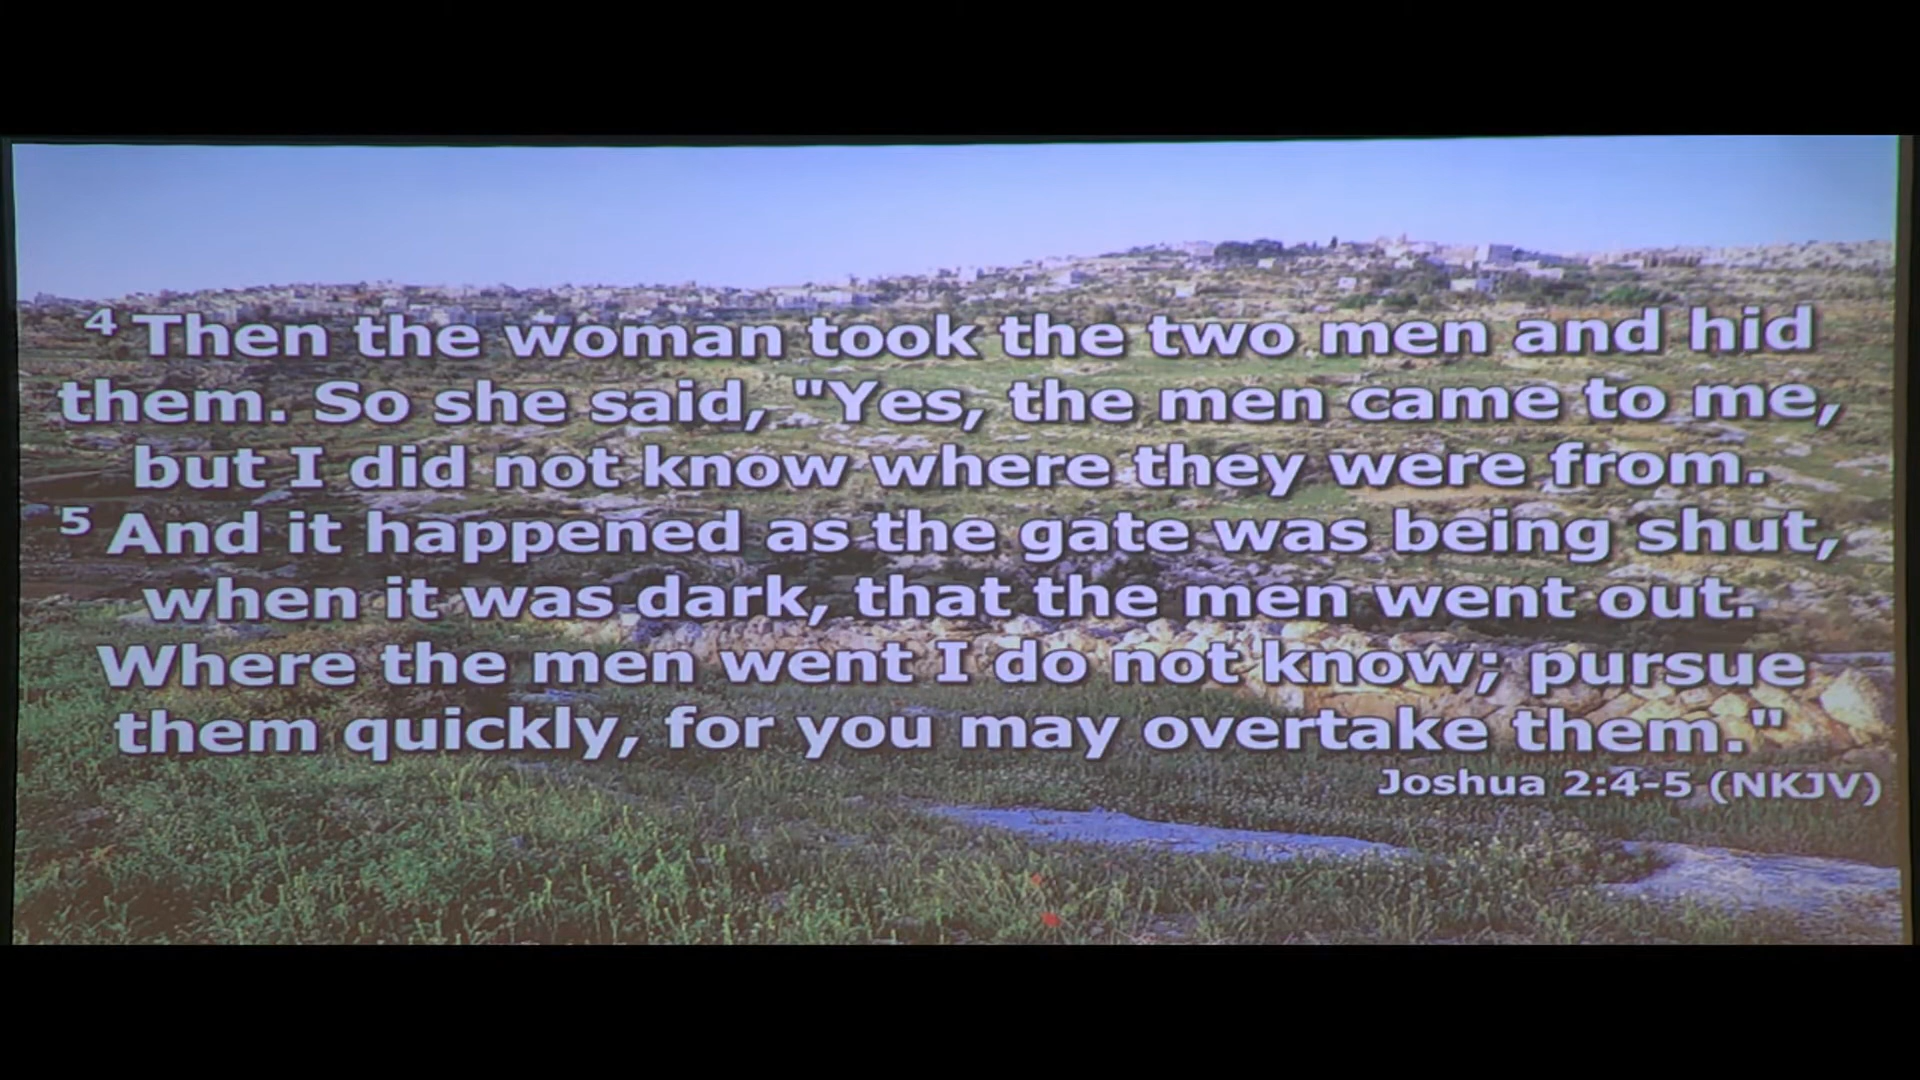 4 Then the woman took the two men and hid
them. So she said, "Yes, the men came to me,
but I did not know where they were from.
5 And it happened as the gate was being shut,
when it was dark, that the men went out.
Where the men went I do not know; pursue
them quickly, for you may overtake them."
Joshua 2:4-5 (NKJV)